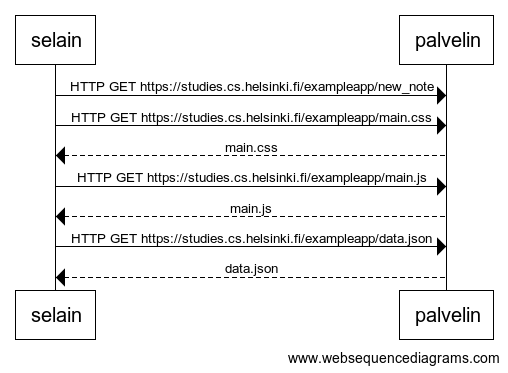 selain palvelin
HTTP GET https://studies.cs.helsinki.fi/exampleapp/new_note
HTTP GET https://studies.cs.helsinki.fi/exampleapp/main.css
main.css
HTTP GET https://studies.cs.helsinki.fi/exampleapp/main.js
main.js
HTTP GET https://studies.cs.helsinki.fi/exampleapp/data.json
data.json
selain palvelin
www.websequencediagrams.com